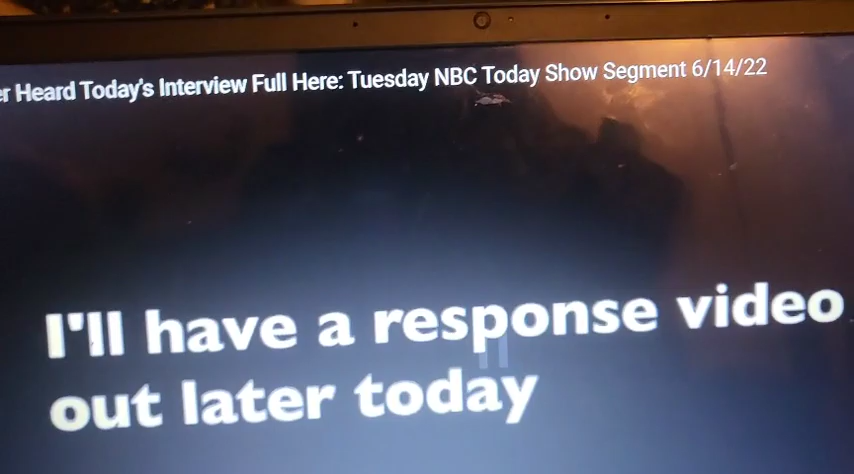 er Heard Today's Interview Full Here: Tuesday NBC Today Show Segment 6/14/22
I'll have a response video
out later today